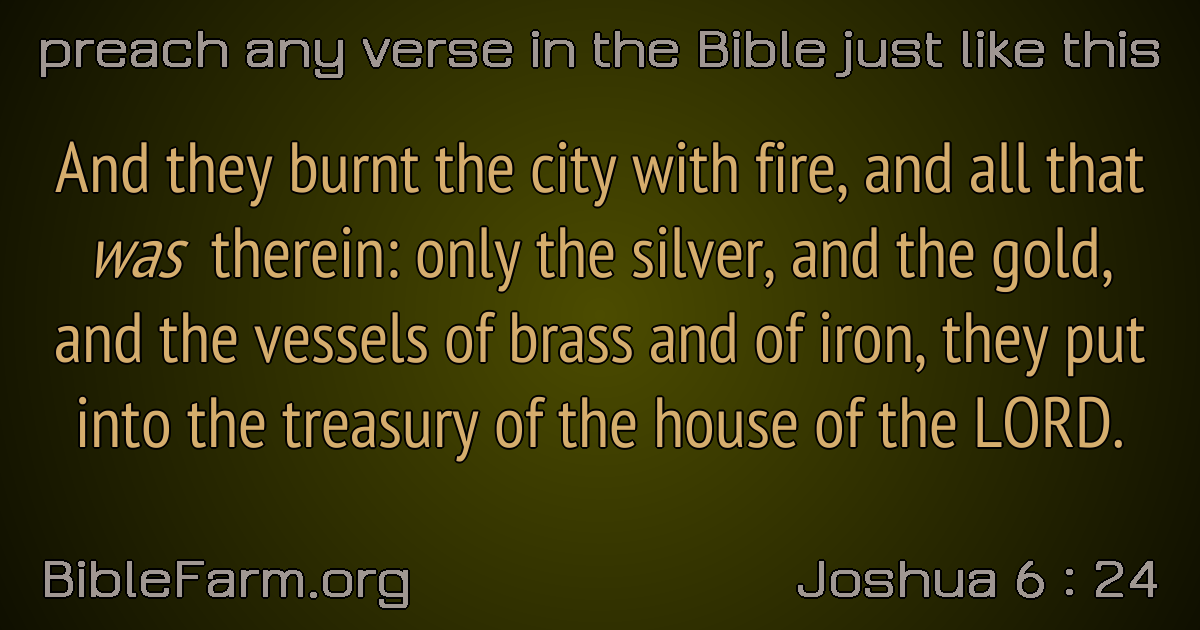 preach any verse in the Bible just like this
And they burnt the city with fire, and all that
was therein: only the silver, and the gold,
and the vessels of brass and of iron, they put
into the treasury of the house of the LORD.
BibleFarm.org
Joshua 6 : 24